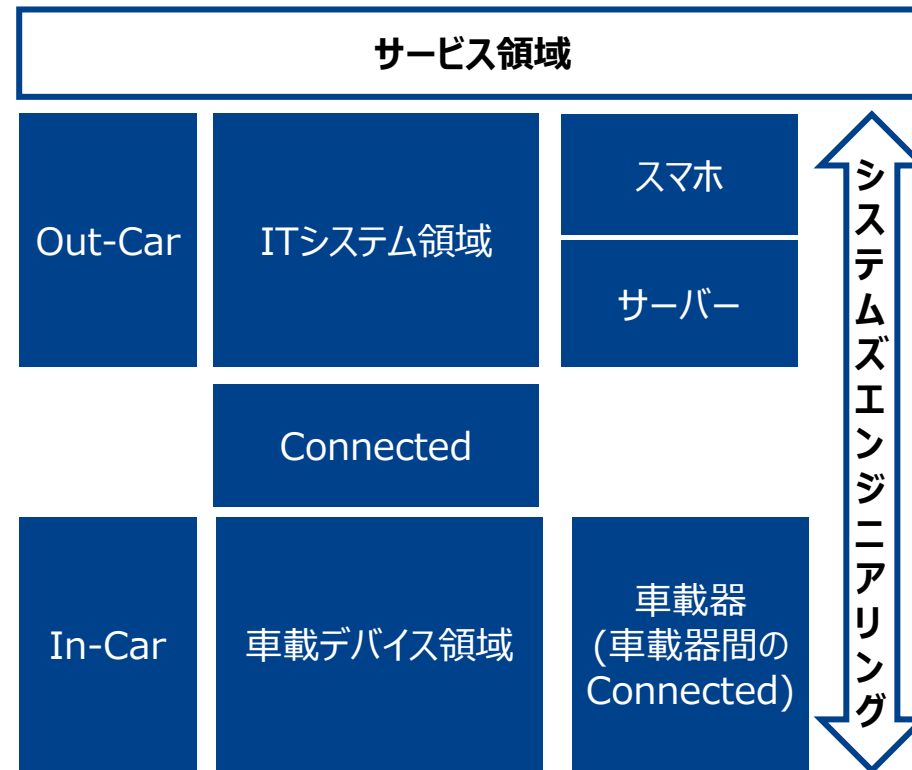 サービス領域
Out-Car
ITシステム領域
スマホ
サーバー
Connected
In-Car
車載デバイス領域
車載器
(車載器間の
Connected)
システムズエンジニアリング